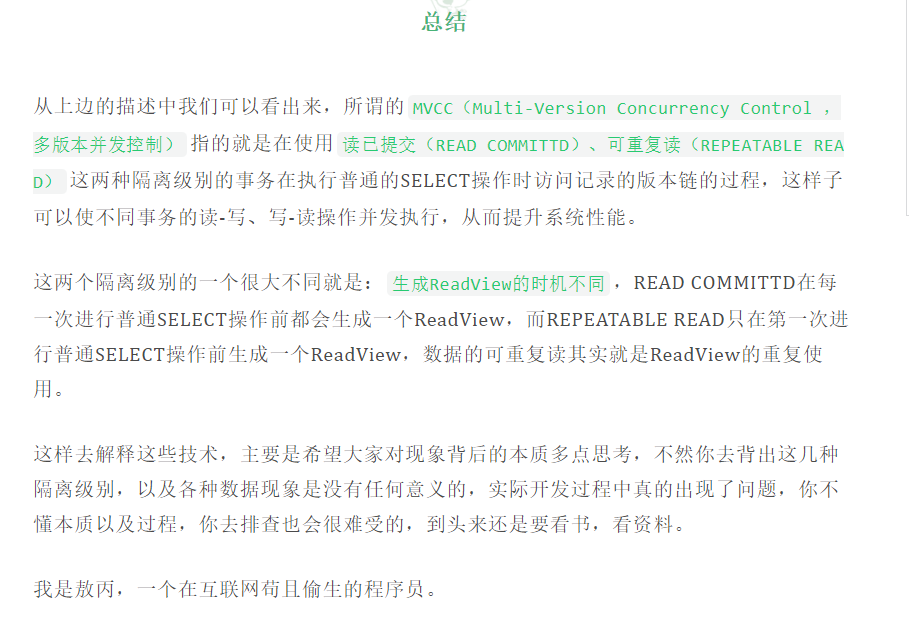 总结
从上边的描述中我们可以看出来，所谓的 MVCC（Multi-Version Concurrency Control ，
多版本并发控制） 指的就是在使用 读已提交（READ COMMITTD）、可重复读（REPEATABLE REA
D） 这两种隔离级别的事务在执行普通的SELECT操作时访问记录的版本链的过程，这样子
可以使不同事务的读-写、写-读操作并发执行，从而提升系统性能。
这两个隔离级别的一个很大不同就是： 生成ReadView的时机不同 ，READ COMMITTD在每
一次进行普通SELECT操作前都会生成一个ReadView，而REPEATABLE READ只在第一次进
行普通SELECT操作前生成一个ReadView，数据的可重复读其实就是ReadView的重复使
用。
这样去解释这些技术，主要是希望大家对现象背后的本质多点思考，不然你去背出这几种
隔离级别，以及各种数据现象是没有任何意义的，实际开发过程中真的出现了问题，你不
懂本质以及过程，你去排查也会很难受的，到头来还是要看书，看资料。
我是敖丙，一个在互联网苟且偷生的程序员。